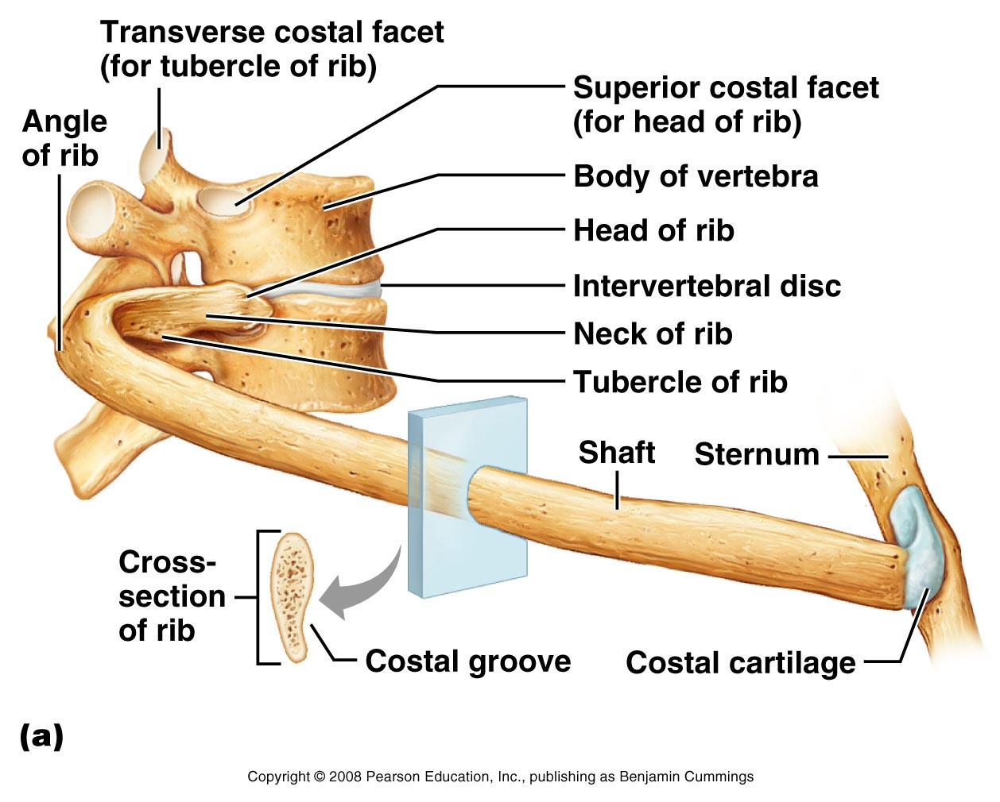 Transverse costal facet
(for tubercle of rib)
Angle
of rib
Superior costal facet
(for head of rib)
Body of vertebra
Head of rib
Intervertebral disc
Neck of rib
Tubercle of rib
Shaft
Sternum
Cross-
section
of rib
Costal groove
Costal cartilage
(a)
Copyright © 2008 Pearson Education, Inc., publishing as Benjamin Cummings